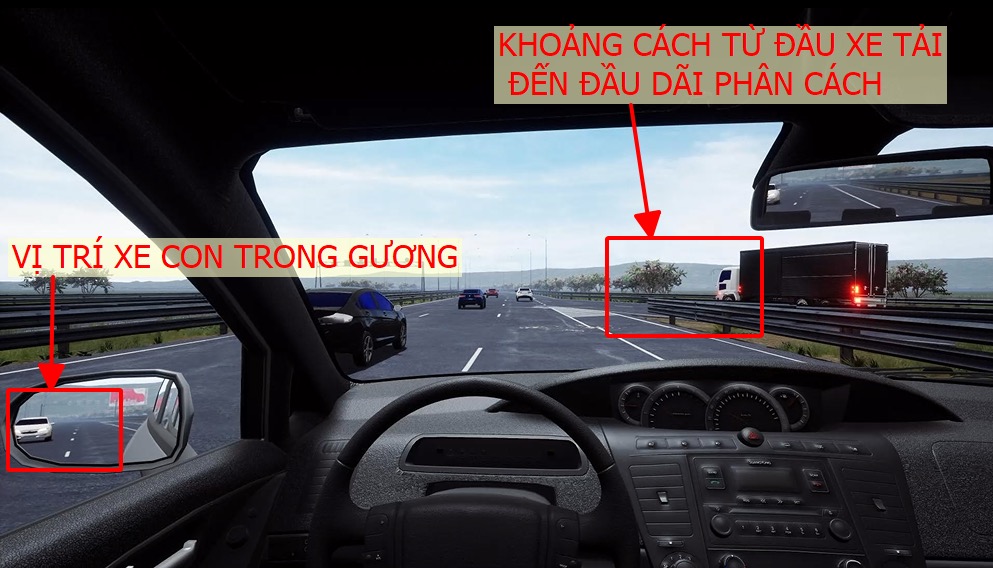 KHOẢNG CÁCH TỪ ĐẦU XE TẢI
ĐẾN ĐẦU DÃI PHÂN CÁCH
VỊ TRÍ XE CON TRONG GƯƠNG